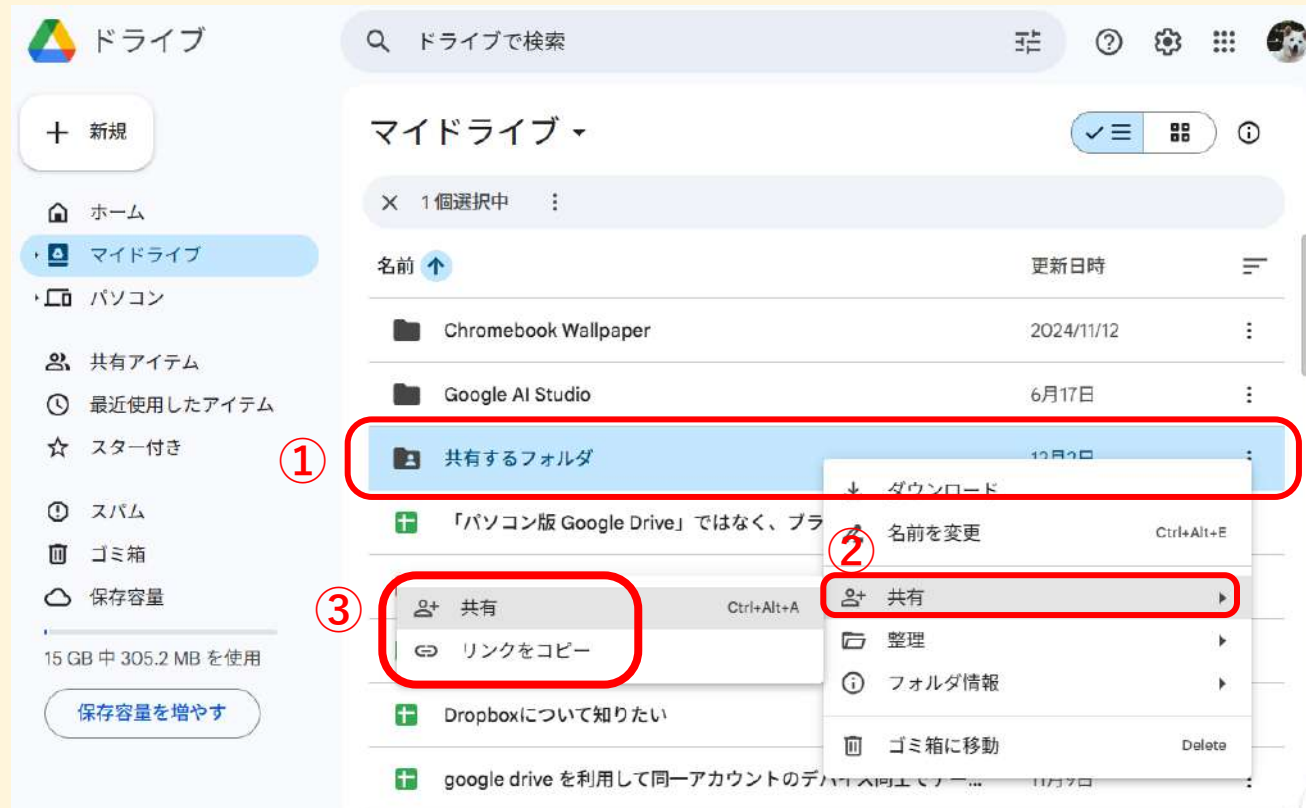 ドライブ
ドライブで検索
新規
マイドライブ
1 個選択中
ホーム
マイドライブ
パソコン
共有アイテム
最近使用したアイテム
スター付き
スパム
ゴミ箱
保存容量
15 GB 中 305.2 MB を使用
保存容量を増やす
名前 更新日時
Chromebook Wallpaper 2024/11/12
Google AI Studio 6月17日
① 共有するフォルダ 12月2日
「パソコン版 Google Drive」ではなく、ブラ
Dropboxについて知りたい
google drive を利用して同一アカウントのデバイス同士でデー... 11月9日
ダウンロード
名前を変更 Ctrl+Alt+E
② 共有
整理
フォルダ情報
ゴミ箱に移動 Delete
③ 共有 Ctrl+Alt+A
リンクをコピー